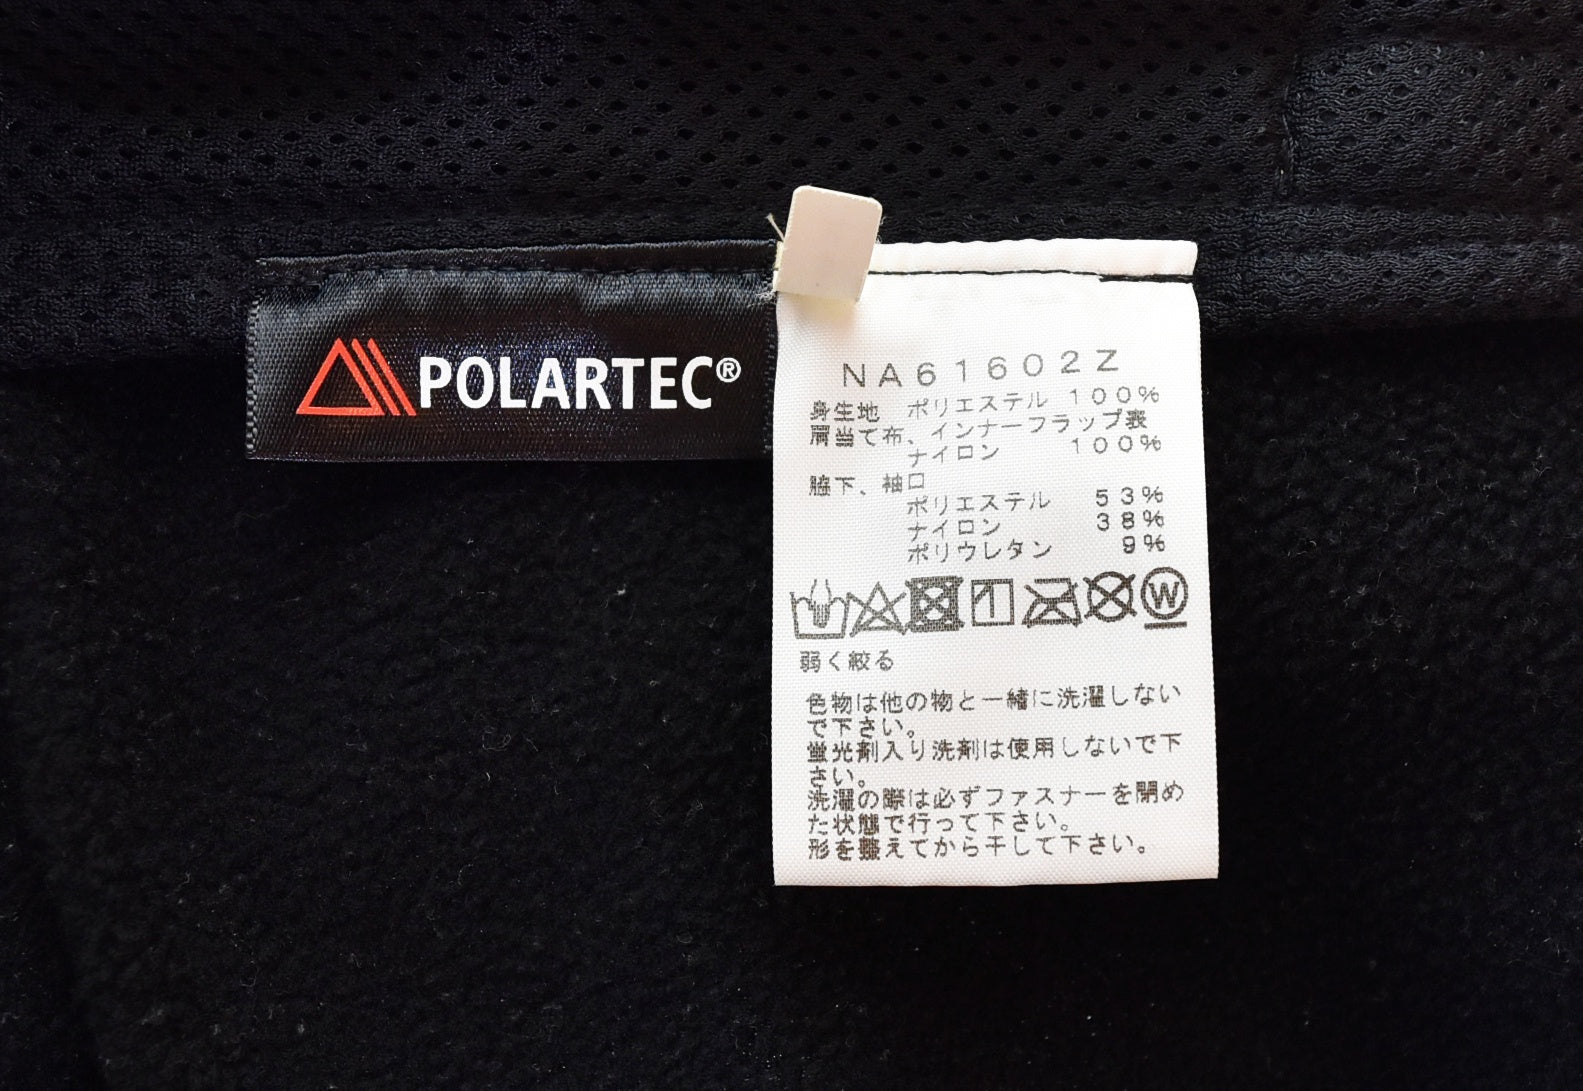 POLARTEC®
NA61602Z
身生地 ポリエステル 100%
肩当て布、インナーフラップ表
ナイロン 100%
脇下、袖口
ポリエステル 53%
ナイロン 38%
ポリウレタン 9%
W
弱く絞る
色物は他の物と一緒に洗濯しない
で下さい。
蛍光剤入り洗剤は使用しないで下
さい。
洗濯の際は必ずファスナーを閉め
た状態で行って下さい。
形を整えてから干して下さい。